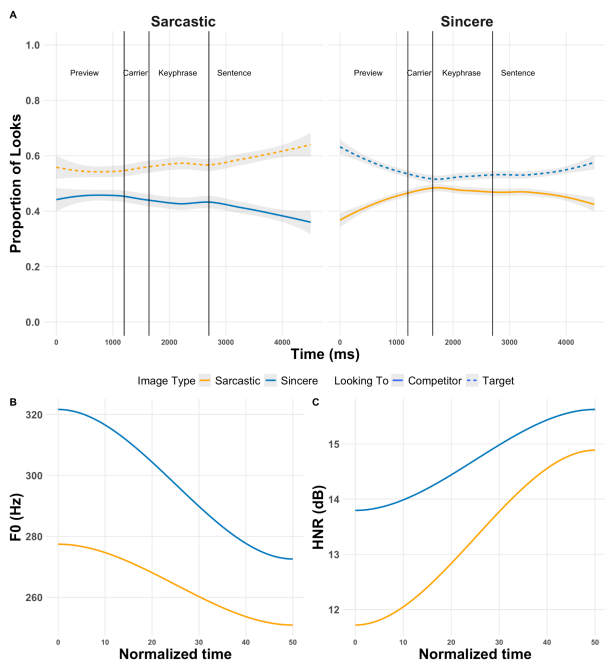 A
Sarcastic Sincere
Proportion of Looks
1.0
0.8
0.6
0.4
0.2
0.0
Preview Carrier Keyphrase Sentence
Preview Carrier Keyphrase Sentence
0 1000 2000 3000 4000
0 1000 2000 3000 4000
Time (ms)
Image Type Sarcastic Sincere Looking To Competitor Target
B
F0 (Hz)
320
300
280
260
0 10 20 30 40 50
Normalized time
C
HNR (dB)
15
14
13
12
0 10 20 30 40 50
Normalized time